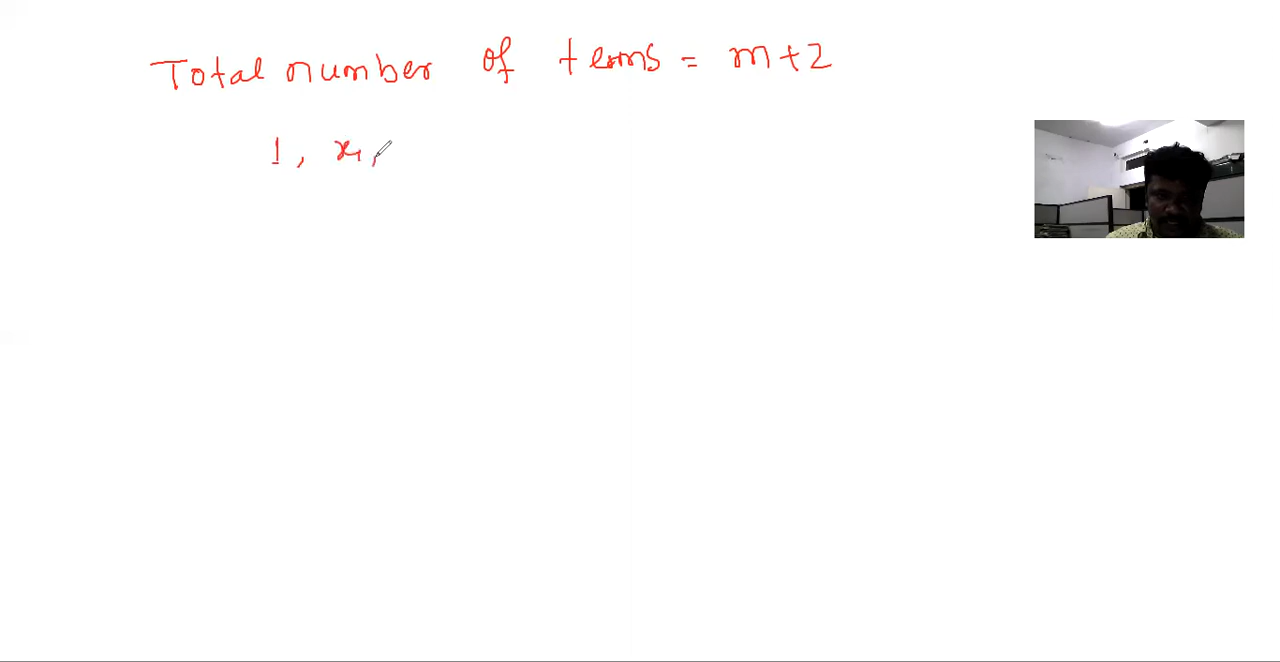 Total number of terms = m+2
1, x₁,